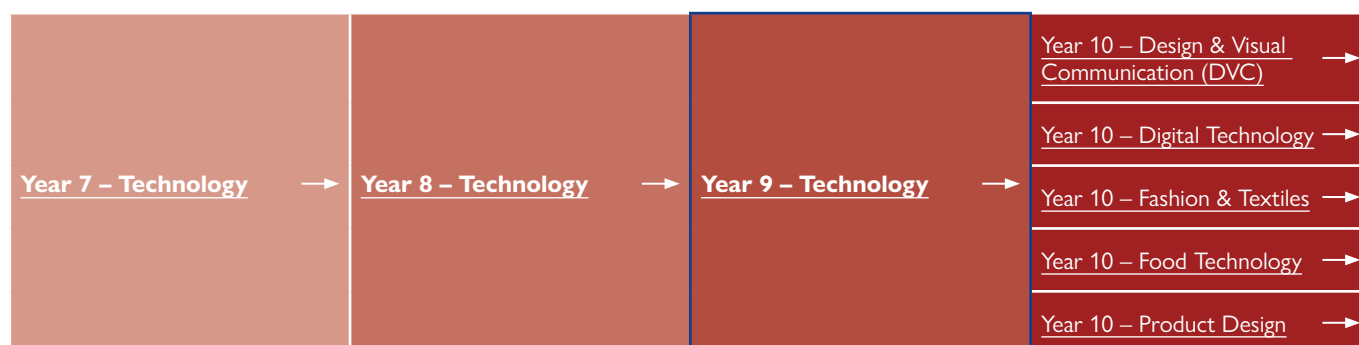 Year 7 – Technology
Year 8 – Technology
Year 9 – Technology
Year 10 – Design & Visual
Communication (DVC)
Year 10 – Digital Technology
Year 10 – Fashion & Textiles
Year 10 – Food Technology
Year 10 – Product Design